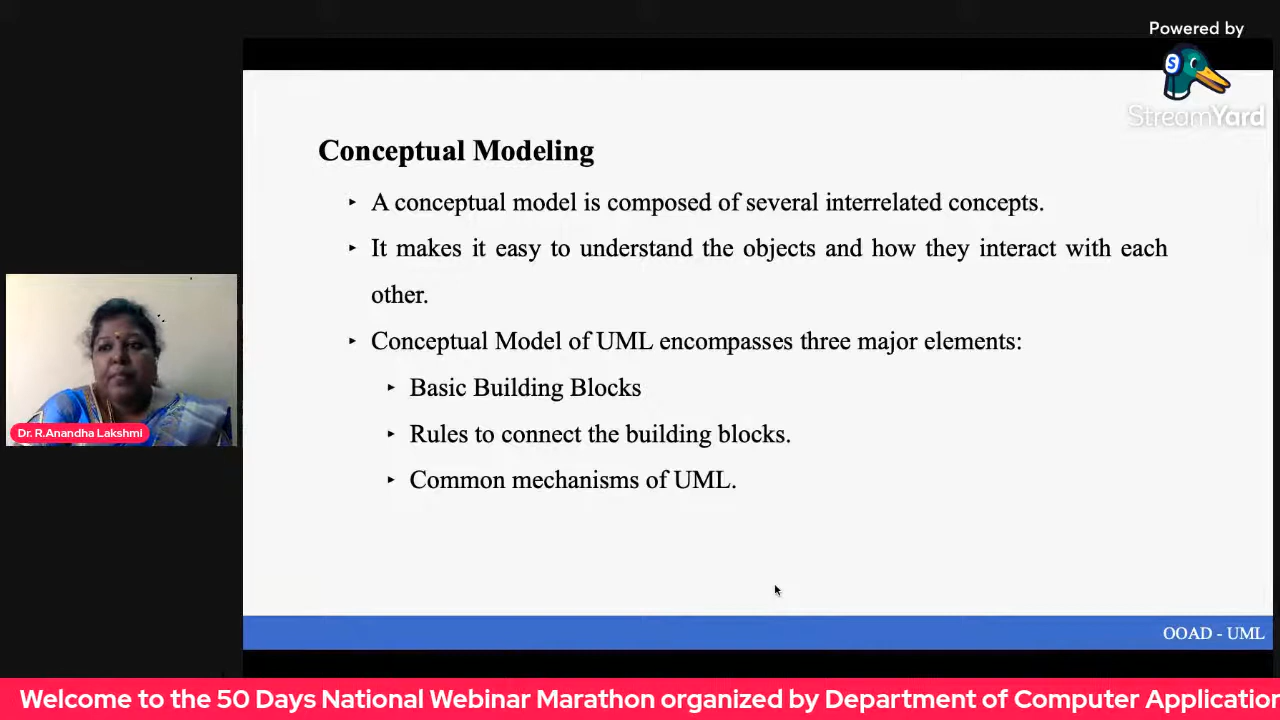 Powered by
StreamYard
Conceptual Modeling
‣ A conceptual model is composed of several interrelated concepts.
‣ It makes it easy to understand the objects and how they interact with each
other.
‣ Conceptual Model of UML encompasses three major elements:
‣ Basic Building Blocks
‣ Rules to connect the building blocks.
‣ Common mechanisms of UML.
Dr. R.Anandha Lakshmi
OOAD - UML
Welcome to the 50 Days National Webinar Marathon organized by Department of Computer Application